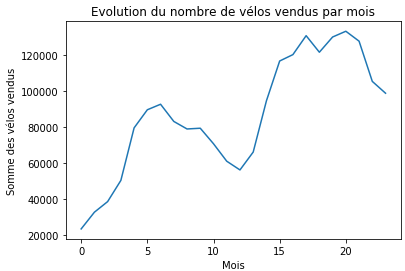 Evolution du nombre de vélos vendus par mois
Somme des vélos vendus
120000
100000
80000
60000
40000
20000
0 5 10 15 20
Mois